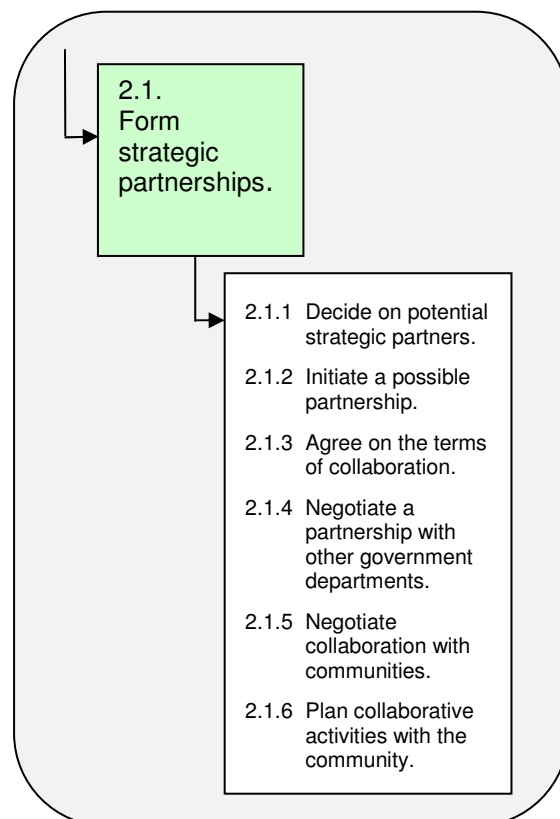 2.1.
Form
strategic
partnerships.
2.1.1 Decide on potential
strategic partners.
2.1.2 Initiate a possible
partnership.
2.1.3 Agree on the terms
of collaboration.
2.1.4 Negotiate a
partnership with
other government
departments.
2.1.5 Negotiate
collaboration with
communities.
2.1.6 Plan collaborative
activities with the
community.